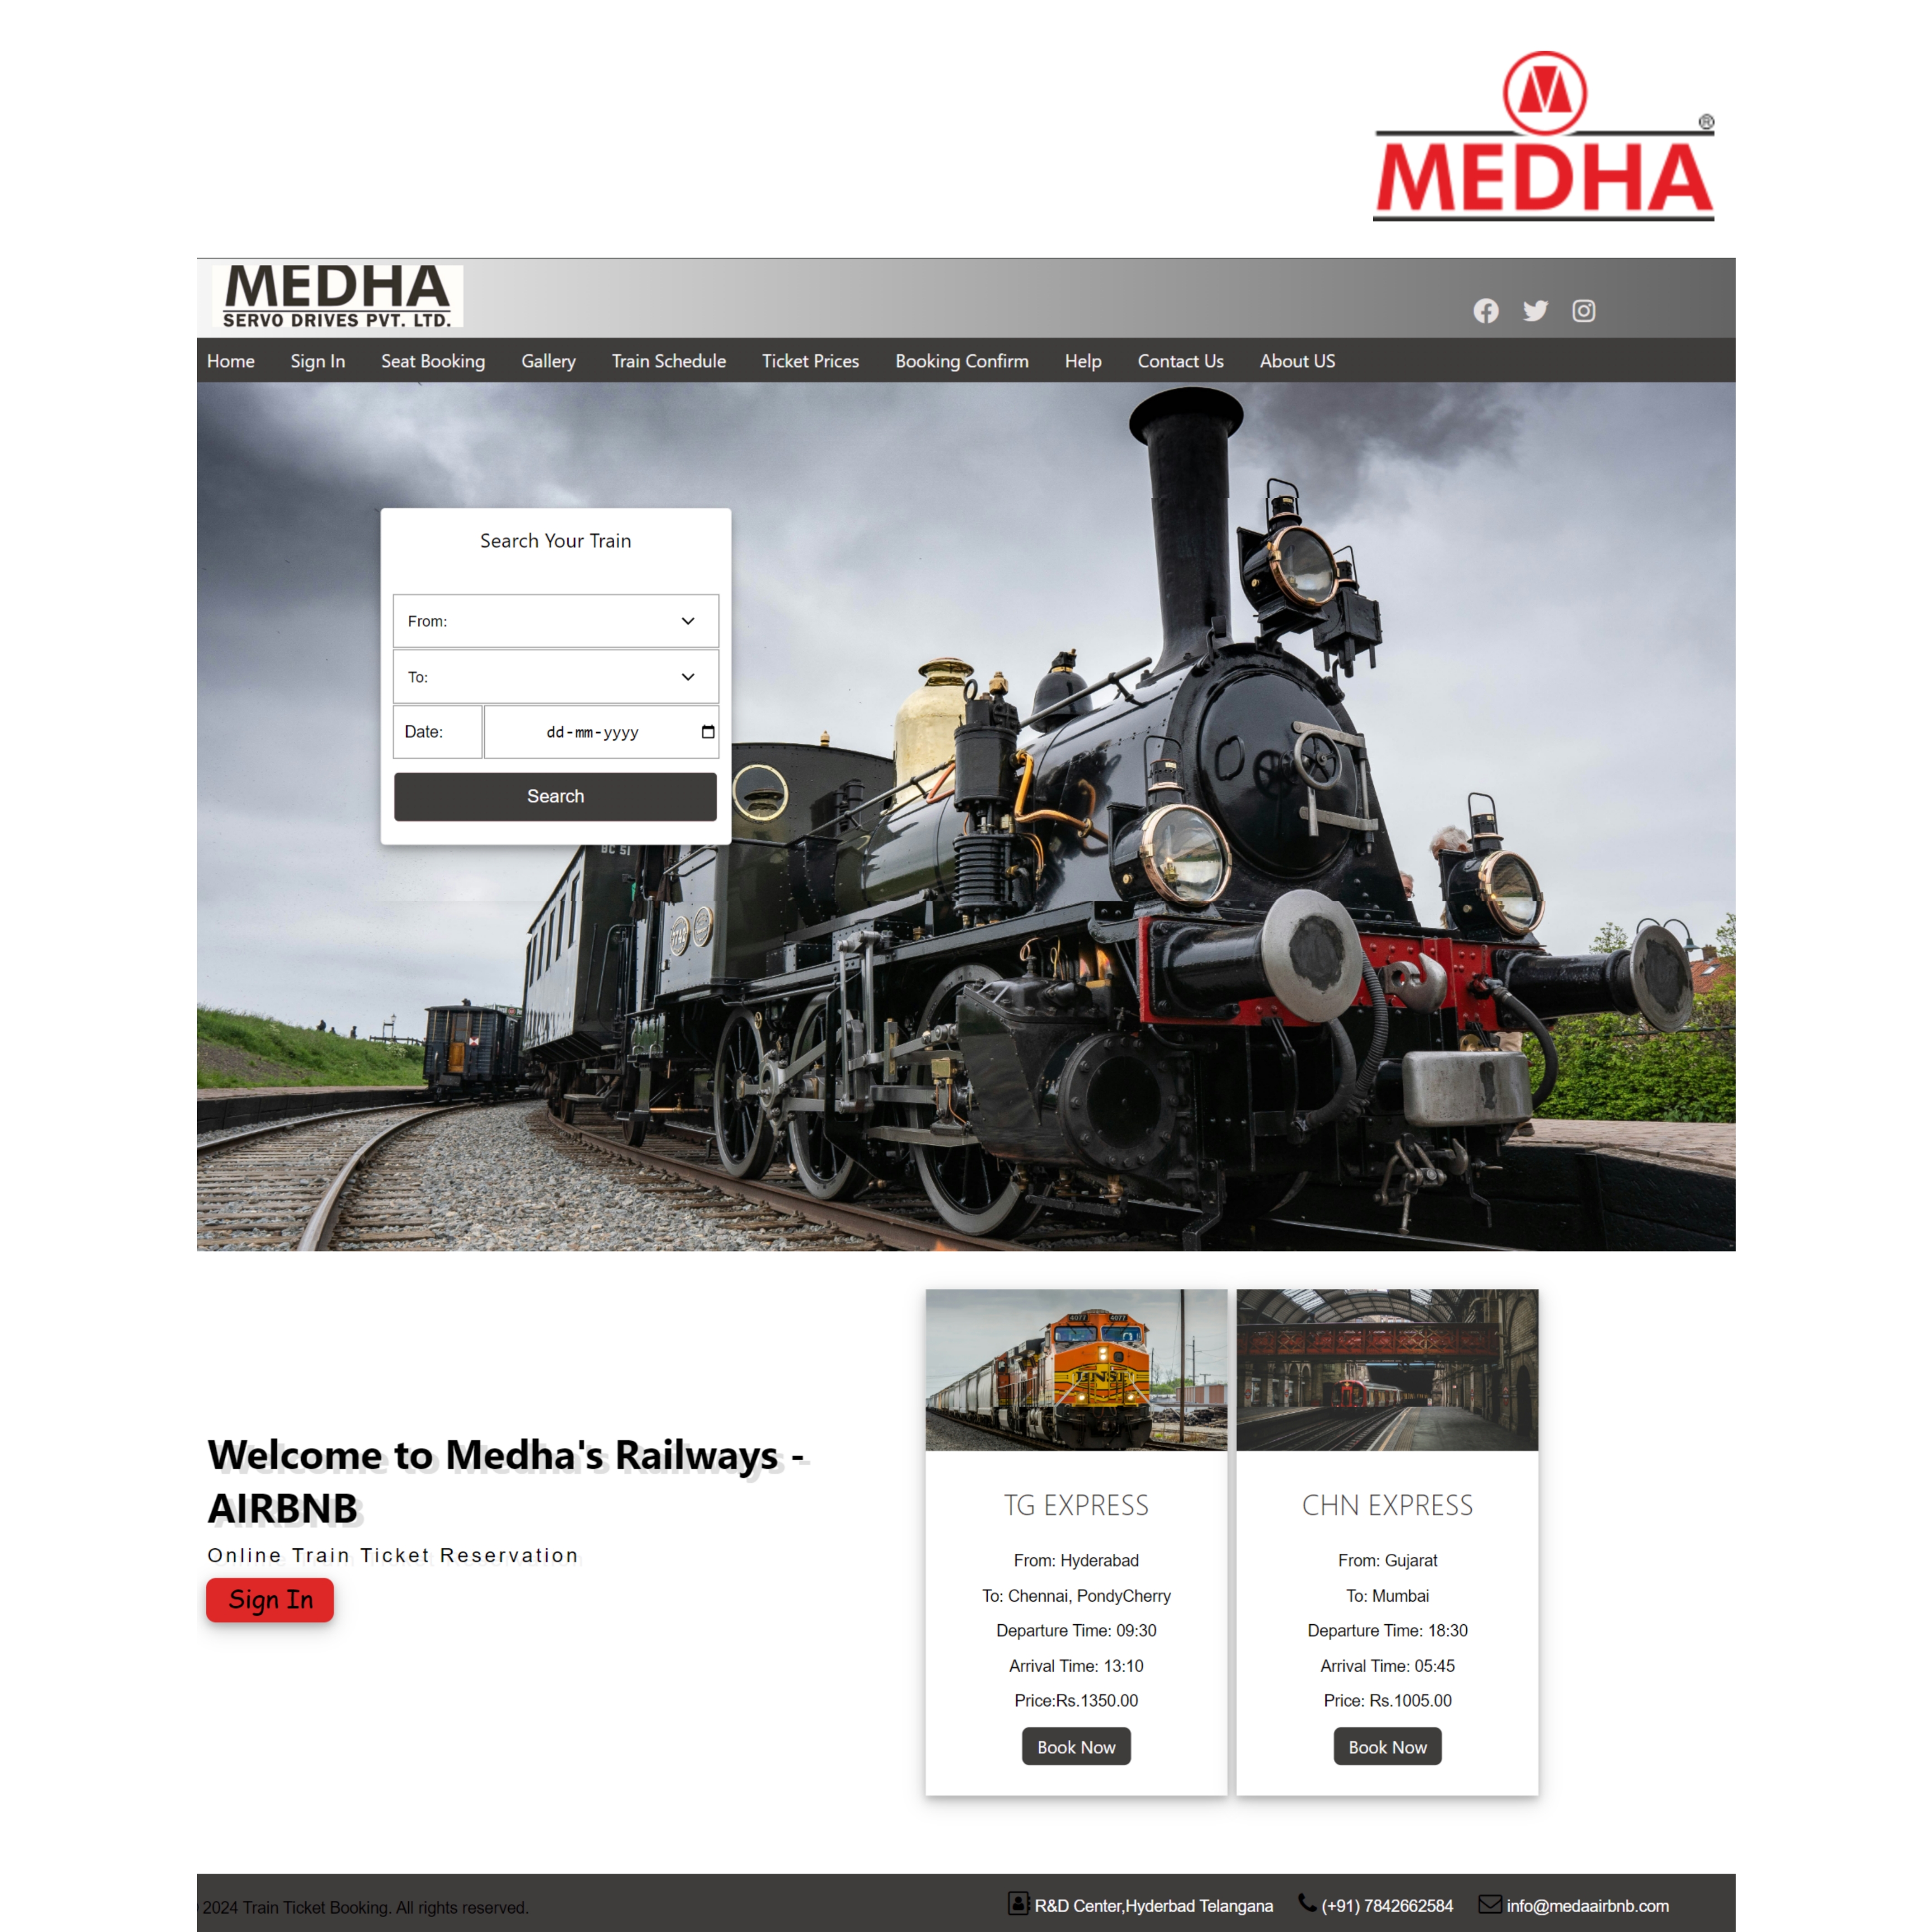 ®
MEDHA
MEDHA
SERVO DRIVES PVT. LTD.
Home Sign In Seat Booking Gallery Train Schedule Ticket Prices Booking Confirm Help Contact Us About US
Search Your Train
From:
To:
Date: dd-mm-yyyy
Search
BC 51
4077 4077
Welcome to Medha's Railways -
AIRBNB
Online Train Ticket Reservation
Sign In
TG EXPRESS
From: Hyderabad
To: Chennai, PondyCherry
Departure Time: 09:30
Arrival Time: 13:10
Price:Rs.1350.00
Book Now
CHN EXPRESS
From: Gujarat
To: Mumbai
Departure Time: 18:30
Arrival Time: 05:45
Price: Rs.1005.00
Book Now
2024 Train Ticket Booking. All rights reserved.
R&D Center,Hyderbad Telangana (+91) 7842662584 info@medaairbnb.com